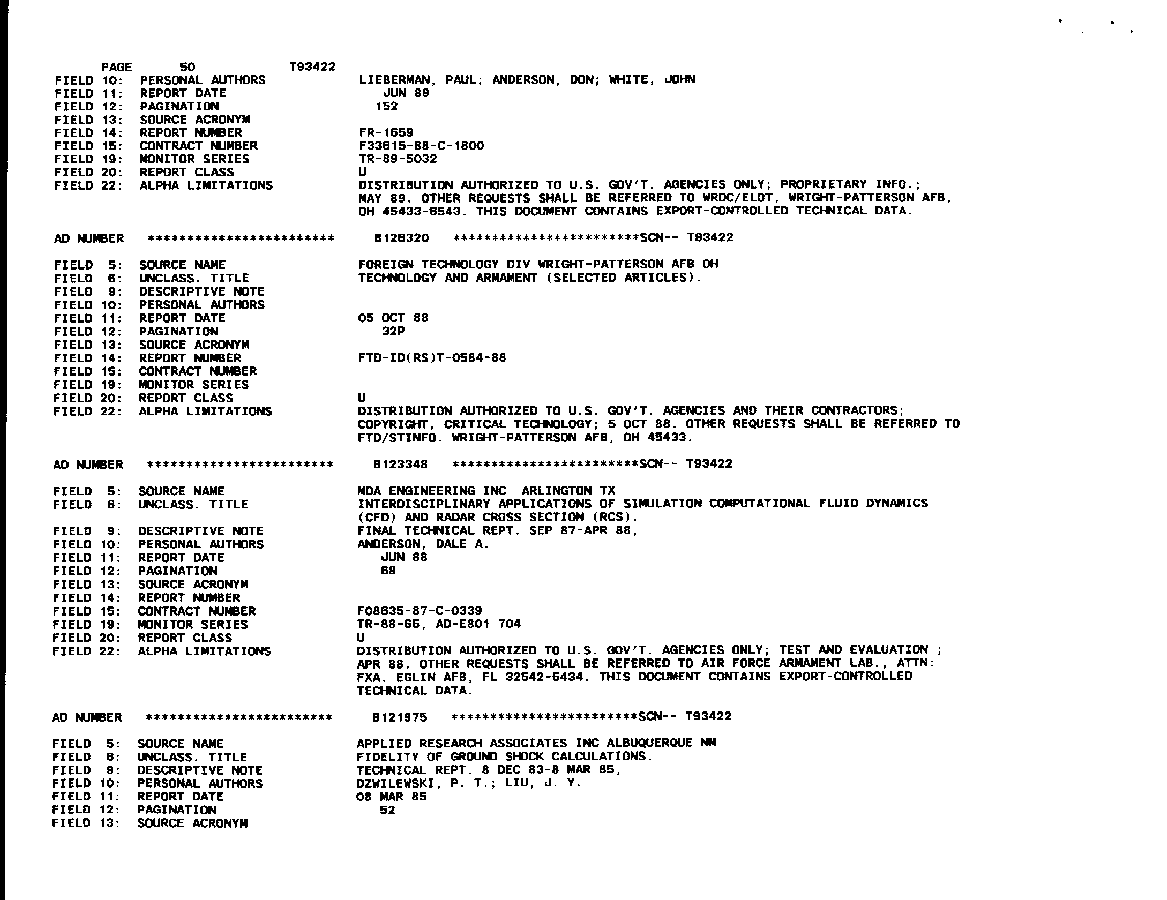 PAGE 50 T93422
FIELD 10: PERSONAL AUTHORS LIEBERMAN, PAUL; ANDERSON, DON; WHITE, JOHN
FIELD 11: REPORT DATE JUN 89
FIELD 12: PAGINATION 152
FIELD 13: SOURCE ACRONYM
FIELD 14: REPORT NUMBER FR-1659
FIELD 15: CONTRACT NUMBER F33615-88-C-1800
FIELD 19: MONITOR SERIES TR-89-5032
FIELD 20: REPORT CLASS U
FIELD 22: ALPHA LIMITATIONS DISTRIBUTION AUTHORIZED TO U.S. GOV'T. AGENCIES ONLY; PROPRIETARY INFO.;
MAY 89. OTHER REQUESTS SHALL BE REFERRED TO WRDC/ELOT, WRIGHT-PATTERSON AFB,
OH 45433-6543. THIS DOCUMENT CONTAINS EXPORT-CONTROLLED TECHNICAL DATA.
AD NUMBER ************************ B126320 ************************SCN-- T93422
FIELD 5: SOURCE NAME FOREIGN TECHNOLOGY DIV WRIGHT-PATTERSON AFB OH
FIELD 6: UNCLASS. TITLE TECHNOLOGY AND ARMAMENT (SELECTED ARTICLES).
FIELD 9: DESCRIPTIVE NOTE
FIELD 10: PERSONAL AUTHORS
FIELD 11: REPORT DATE 05 OCT 88
FIELD 12: PAGINATION 32P
FIELD 13: SOURCE ACRONYM
FIELD 14: REPORT NUMBER FTD-ID(RS)T-0564-88
FIELD 15: CONTRACT NUMBER
FIELD 19: MONITOR SERIES
FIELD 20: REPORT CLASS U
FIELD 22: ALPHA LIMITATIONS DISTRIBUTION AUTHORIZED TO U.S. GOV'T. AGENCIES AND THEIR CONTRACTORS;
COPYRIGHT, CRITICAL TECHNOLOGY; 5 OCT 88. OTHER REQUESTS SHALL BE REFERRED TO
FTD/STINFO. WRIGHT-PATTERSON AFB, OH 45433.
AD NUMBER ************************ B123348 ************************SCN-- T93422
FIELD 5: SOURCE NAME MDA ENGINEERING INC ARLINGTON TX
FIELD 6: UNCLASS. TITLE INTERDISCIPLINARY APPLICATIONS OF SIMULATION COMPUTATIONAL FLUID DYNAMICS
(CFD) AND RADAR CROSS SECTION (RCS).
FIELD 9: DESCRIPTIVE NOTE FINAL TECHNICAL REPT. SEP 87-APR 88,
FIELD 10: PERSONAL AUTHORS ANDERSON, DALE A.
FIELD 11: REPORT DATE JUN 88
FIELD 12: PAGINATION 69
FIELD 13: SOURCE ACRONYM
FIELD 14: REPORT NUMBER
FIELD 15: CONTRACT NUMBER F08635-87-C-0339
FIELD 19: MONITOR SERIES TR-88-65, AD-E801 704
FIELD 20: REPORT CLASS U
FIELD 22: ALPHA LIMITATIONS DISTRIBUTION AUTHORIZED TO U.S. GOV'T. AGENCIES ONLY; TEST AND EVALUATION ;
APR 88. OTHER REQUESTS SHALL BE REFERRED TO AIR FORCE ARMAMENT LAB., ATTN:
FXA. EGLIN AFB, FL 32542-5434. THIS DOCUMENT CONTAINS EXPORT-CONTROLLED
TECHNICAL DATA.
AD NUMBER ************************ B121975 ************************SCN-- T93422
FIELD 5: SOURCE NAME APPLIED RESEARCH ASSOCIATES INC ALBUQUERQUE NM
FIELD 6: UNCLASS. TITLE FIDELITY OF GROUND SHOCK CALCULATIONS.
FIELD 9: DESCRIPTIVE NOTE TECHNICAL REPT. 8 DEC 83-8 MAR 85,
FIELD 10: PERSONAL AUTHORS DZWILEWSKI, P. T.; LIU, J. Y.
FIELD 11: REPORT DATE 08 MAR 85
FIELD 12: PAGINATION 52
FIELD 13: SOURCE ACRONYM